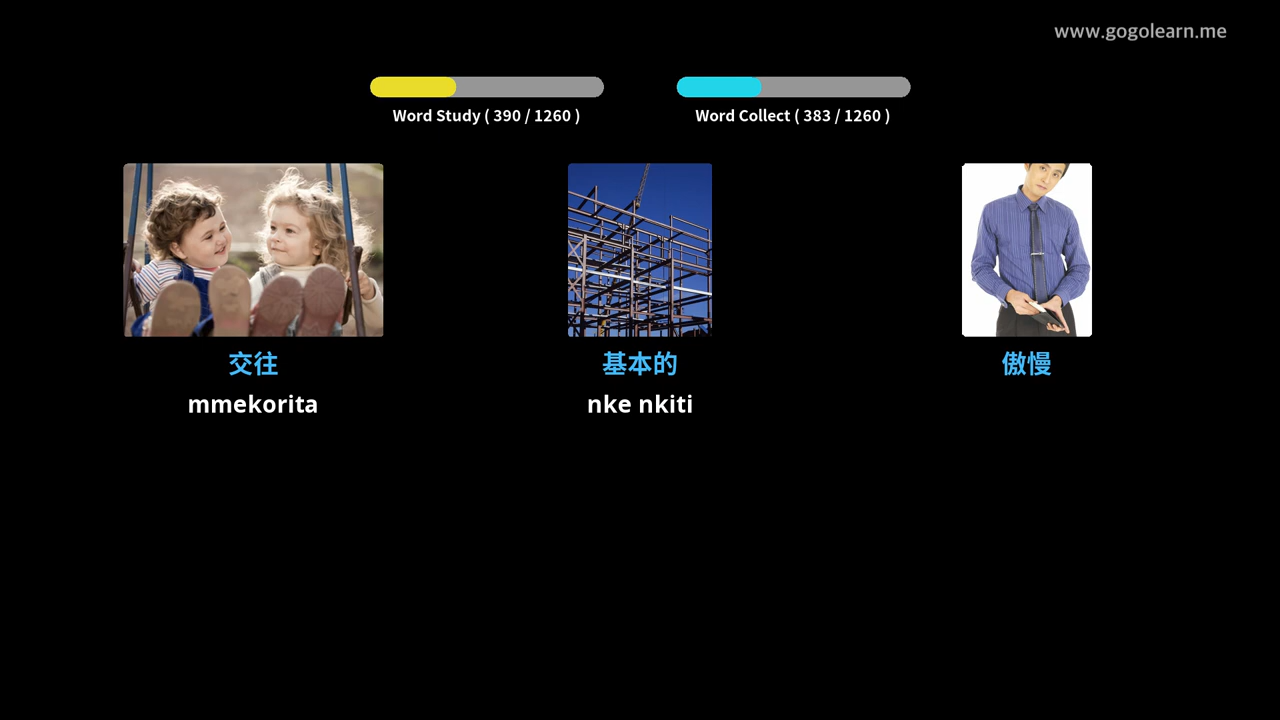 www.gogolearn.me
Word Study ( 390 / 1260 )
Word Collect ( 383 / 1260 )
交往
mmekorita
基本的
nke nkiti
傲慢